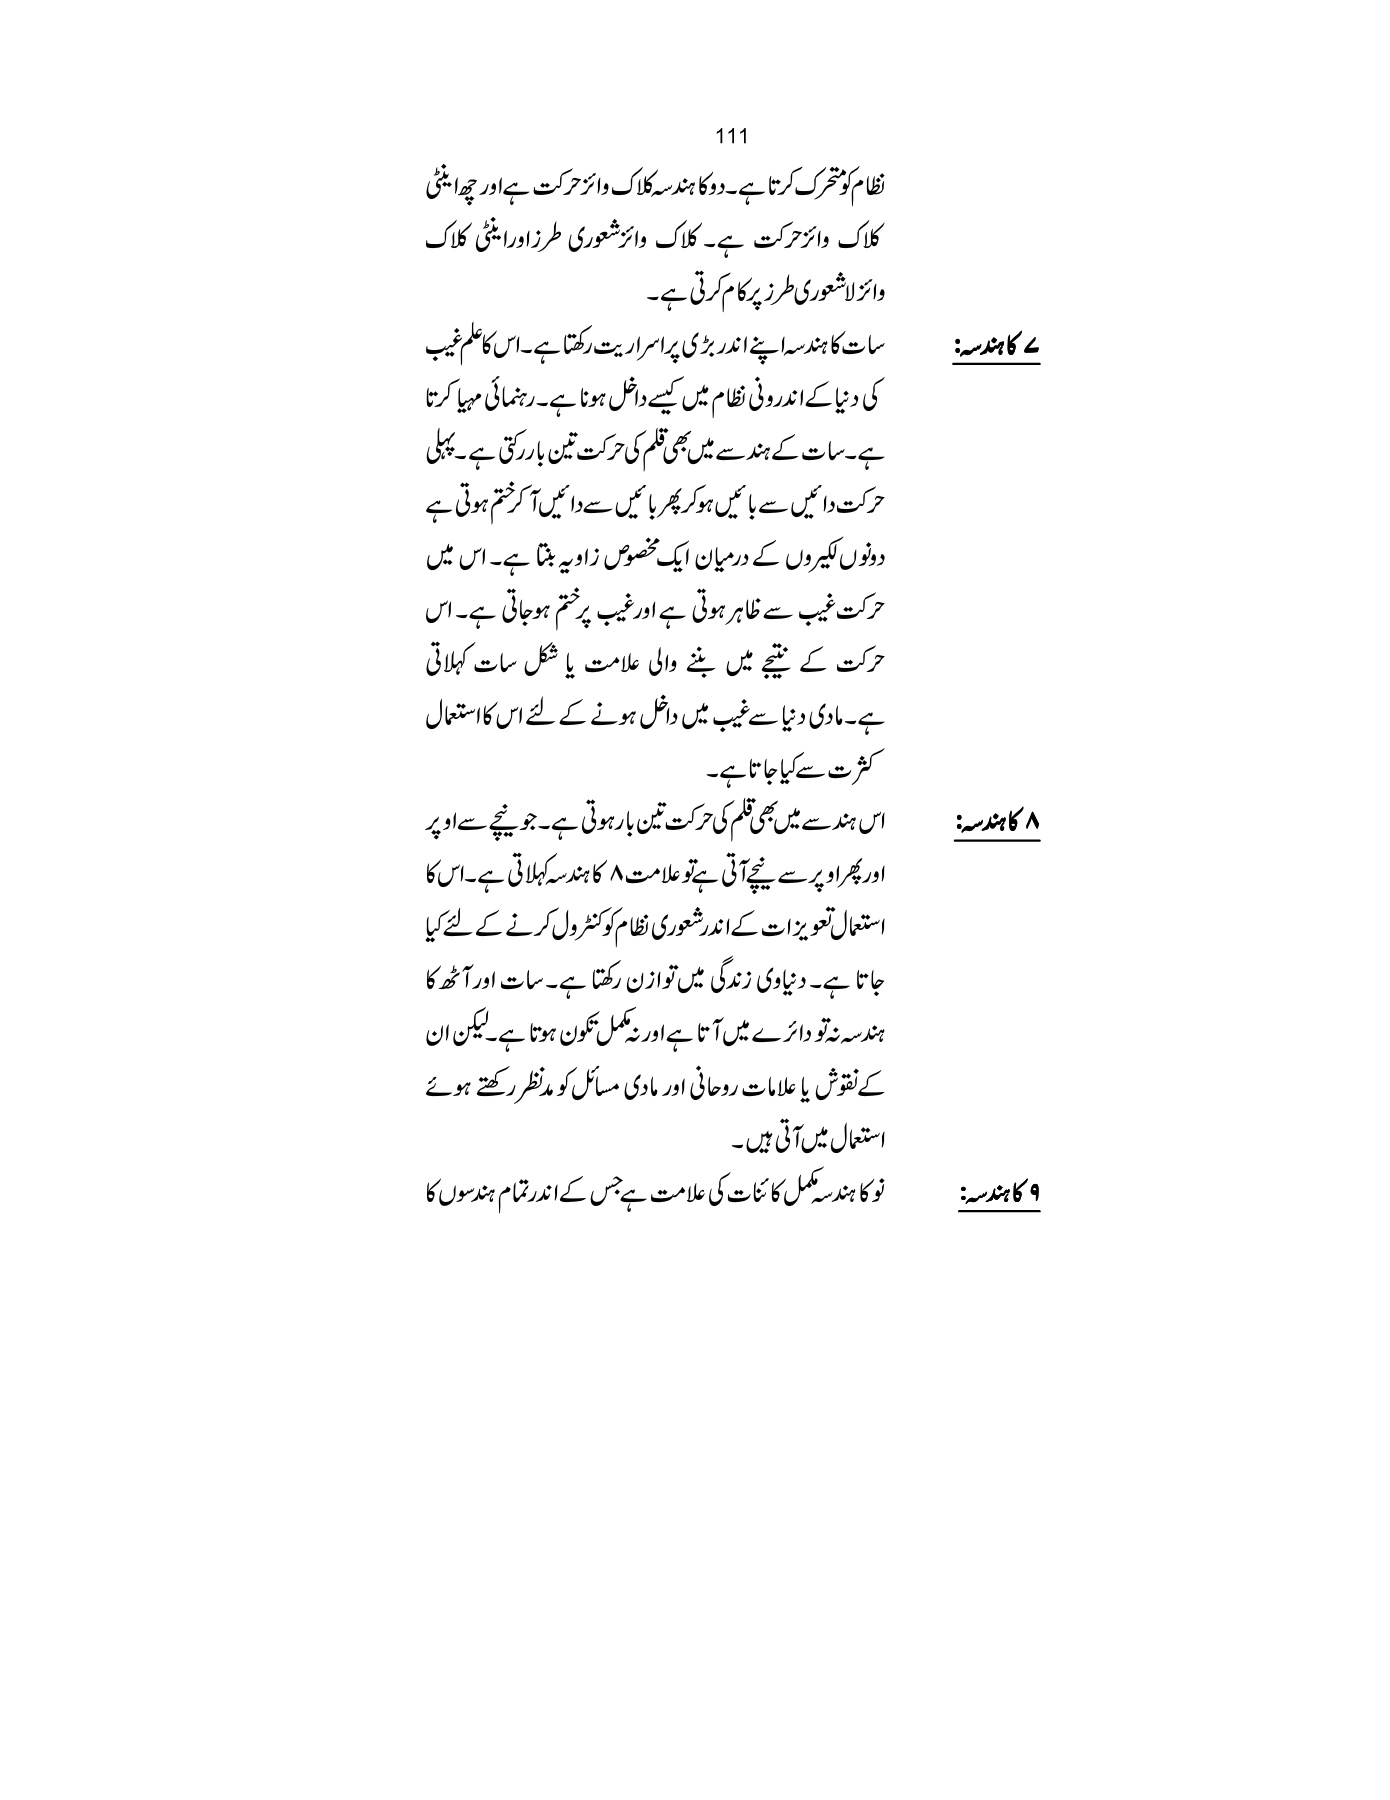 111
نظام کو متحرک کرتا ہے۔ دو کا ہندسہ کلاک وائز حرکت ہے اور چھ اینٹی
کلاک وائز حرکت ہے۔ کلاک وائز شعوری طرز اور اینٹی کلاک
وائز لاشعوری طرز پر کام کرتی ہے۔
۷ کا ہندسہ: سات کا ہندسہ اپنے اندر بڑی پراسراریت رکھتا ہے۔ اس کا علم غیب
کی دنیا کے اندرونی نظام میں کیسے داخل ہونا ہے۔ رہنمائی مہیا کرتا
ہے۔ سات کے ہندسے میں بھی قلم کی حرکت تین بار رکتی ہے۔ پہلی
حرکت دائیں سے بائیں ہو کر پھر بائیں سے دائیں آ کر ختم ہوتی ہے
دونوں لکیروں کے درمیان ایک مخصوص زاویہ بنتا ہے۔ اس میں
حرکت غیب سے ظاہر ہوتی ہے اور غیب پر ختم ہو جاتی ہے۔ اس
حرکت کے نتیجے میں بننے والی علامت یا شکل سات کہلاتی
ہے۔ مادی دنیا سے غیب میں داخل ہونے کے لئے اس کا استعمال
کثرت سے کیا جاتا ہے۔
۸ کا ہندسہ: اس ہندسے میں بھی قلم کی حرکت تین بار ہوتی ہے۔ جو نیچے سے اوپر
اور پھر اوپر سے نیچے آتی ہے تو علامت ۸ کا ہندسہ کہلاتی ہے۔ اس کا
استعمال تعویزات کے اندر شعوری نظام کو کنٹرول کرنے کے لئے کیا
جاتا ہے۔ دنیاوی زندگی میں توازن رکھتا ہے۔ سات اور آٹھ کا
ہندسہ نہ تو دائرے میں آتا ہے اور نہ مکمل تکون ہوتا ہے۔ لیکن ان
کے نقوش یا علامات روحانی اور مادی مسائل کو مدنظر رکھتے ہوئے
استعمال میں آتی ہیں۔
۹ کا ہندسہ: نو کا ہندسہ مکمل کائنات کی علامت ہے جس کے اندر تمام ہندسوں کا